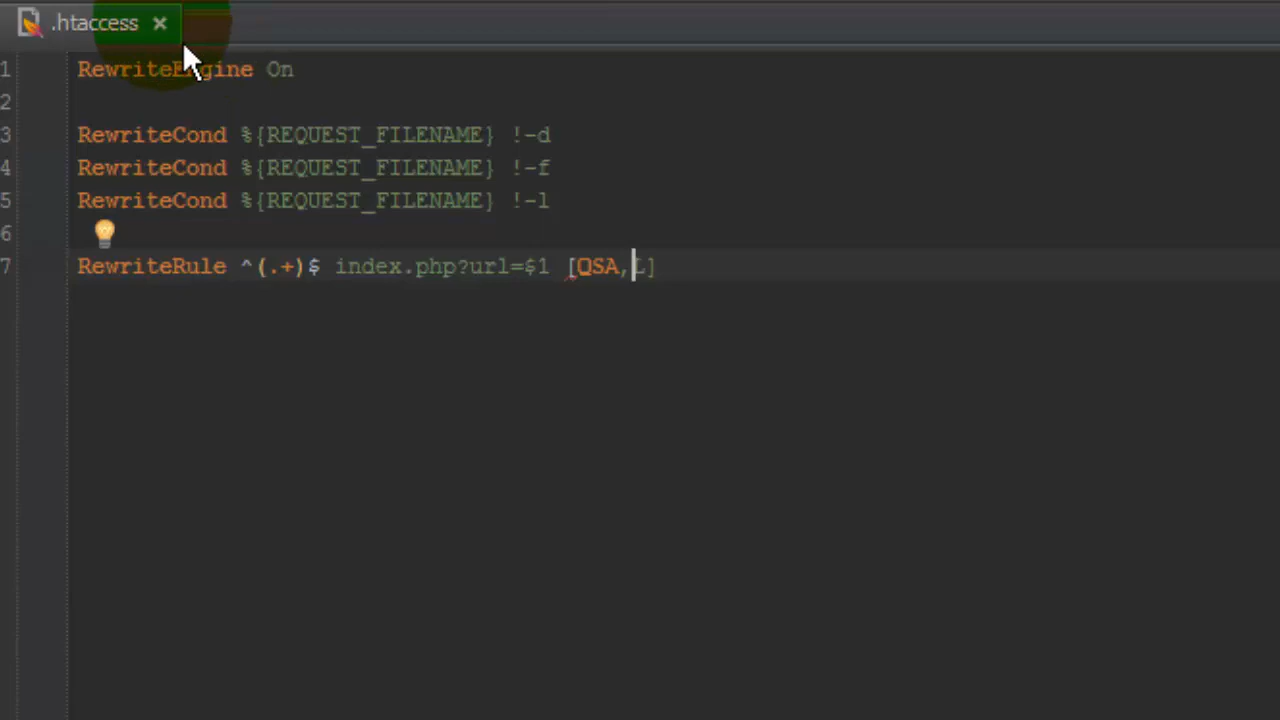 .htaccess
1 RewriteEngine On
2
3 RewriteCond %{REQUEST_FILENAME} !-d
4 RewriteCond %{REQUEST_FILENAME} !-f
5 RewriteCond %{REQUEST_FILENAME} !-l
6
7 RewriteRule ^(.+)$ index.php?url=$1 [QSA,L]